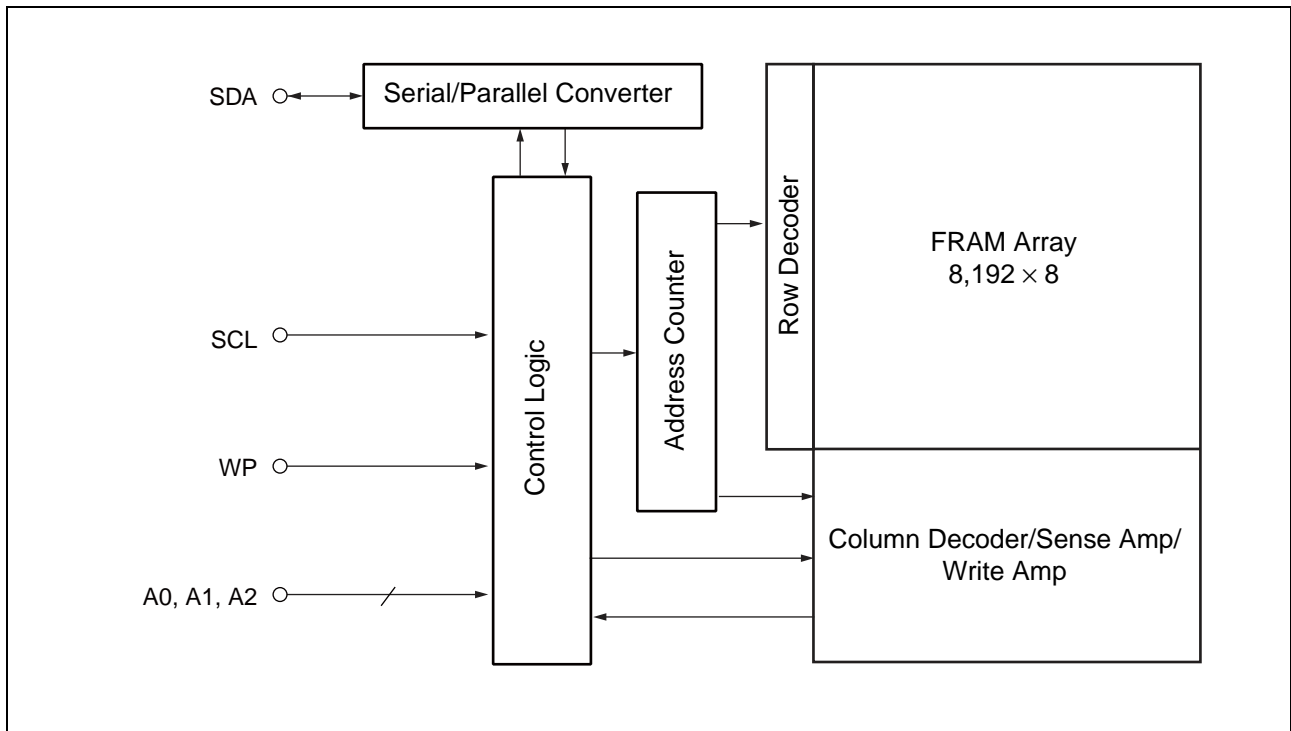 SDA
Serial/Parallel Converter
SCL
WP
A0, A1, A2
Control Logic
Address Counter
Row Decoder
FRAM Array
8,192 × 8
Column Decoder/Sense Amp/
Write Amp